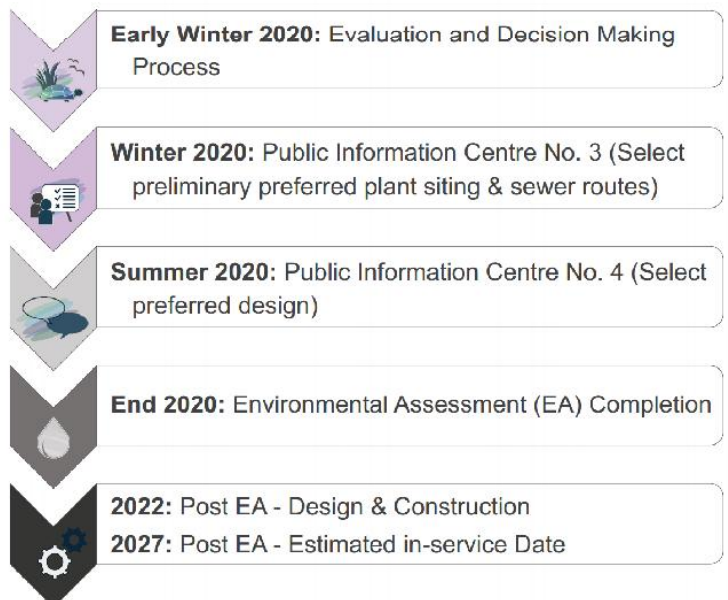 Early Winter 2020: Evaluation and Decision Making
Process
Winter 2020: Public Information Centre No. 3 (Select
preliminary preferred plant siting & sewer routes)
Summer 2020: Public Information Centre No. 4 (Select
preferred design)
End 2020: Environmental Assessment (EA) Completion
2022: Post EA - Design & Construction
2027: Post EA - Estimated in-service Date